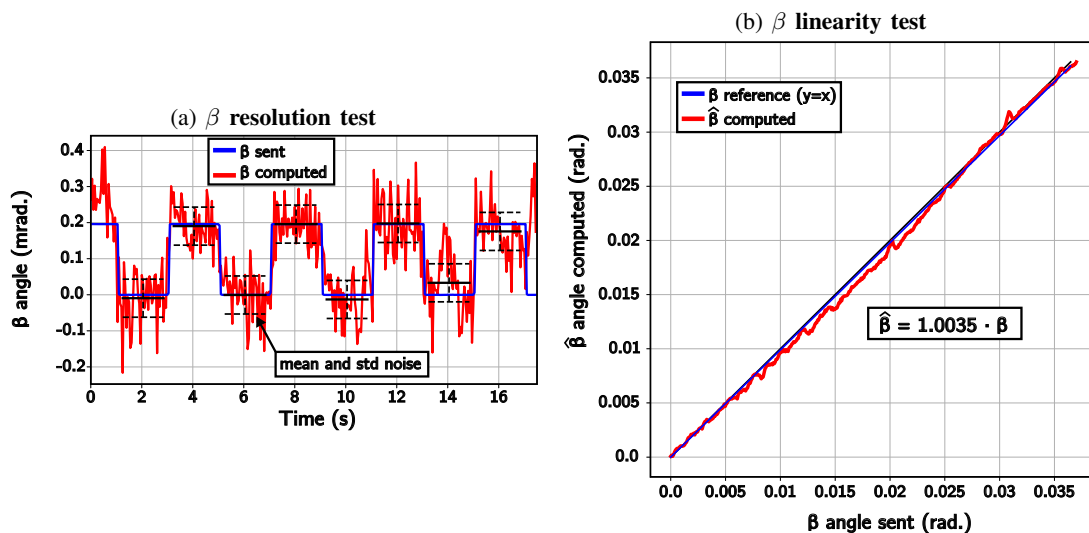 (a) β resolution test
β sent
β computed
0.4
0.3
0.2
0.1
0.0
-0.1
-0.2
β angle (mrad.)
mean and std noise
0 2 4 6 8 10 12 14 16
Time (s)
(b) β linearity test
β reference (y=x)
β̂ computed
0.035
0.03
0.025
0.02
0.015
0.01
0.005
0.0
β̂ angle computed (rad.)
β̂ = 1.0035 · β
0.0 0.005 0.01 0.015 0.02 0.025 0.03 0.035
β angle sent (rad.)